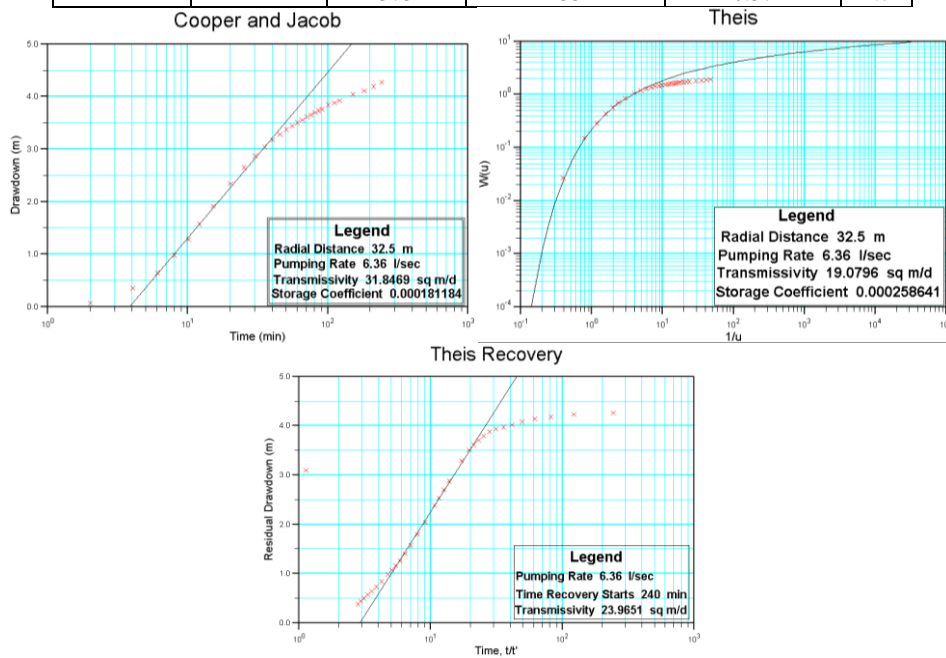 Cooper and Jacob
5.0
4.0
3.0
2.0
1.0
0.0
Drawdown (m)
10⁰
10¹
10²
10³
Time (min)
Legend
Radial Distance 32.5 m
Pumping Rate 6.36 l/sec
Transmissivity 31.8469 sq m/d
Storage Coefficient 0.000181184
Theis
10¹
10⁰
10⁻¹
10⁻²
10⁻³
10⁻⁴
W(u)
10⁻¹
10⁰
10¹
10²
10³
10⁴
1/u
Legend
Radial Distance 32.5 m
Pumping Rate 6.36 l/sec
Transmissivity 19.0796 sq m/d
Storage Coefficient 0.000258641
Theis Recovery
5.0
4.0
3.0
2.0
1.0
0.0
Residual Drawdown (m)
10⁰
10¹
10²
10³
Time, t/t'
Legend
Pumping Rate 6.36 l/sec
Time Recovery Starts 240 min
Transmissivity 23.9651 sq m/d